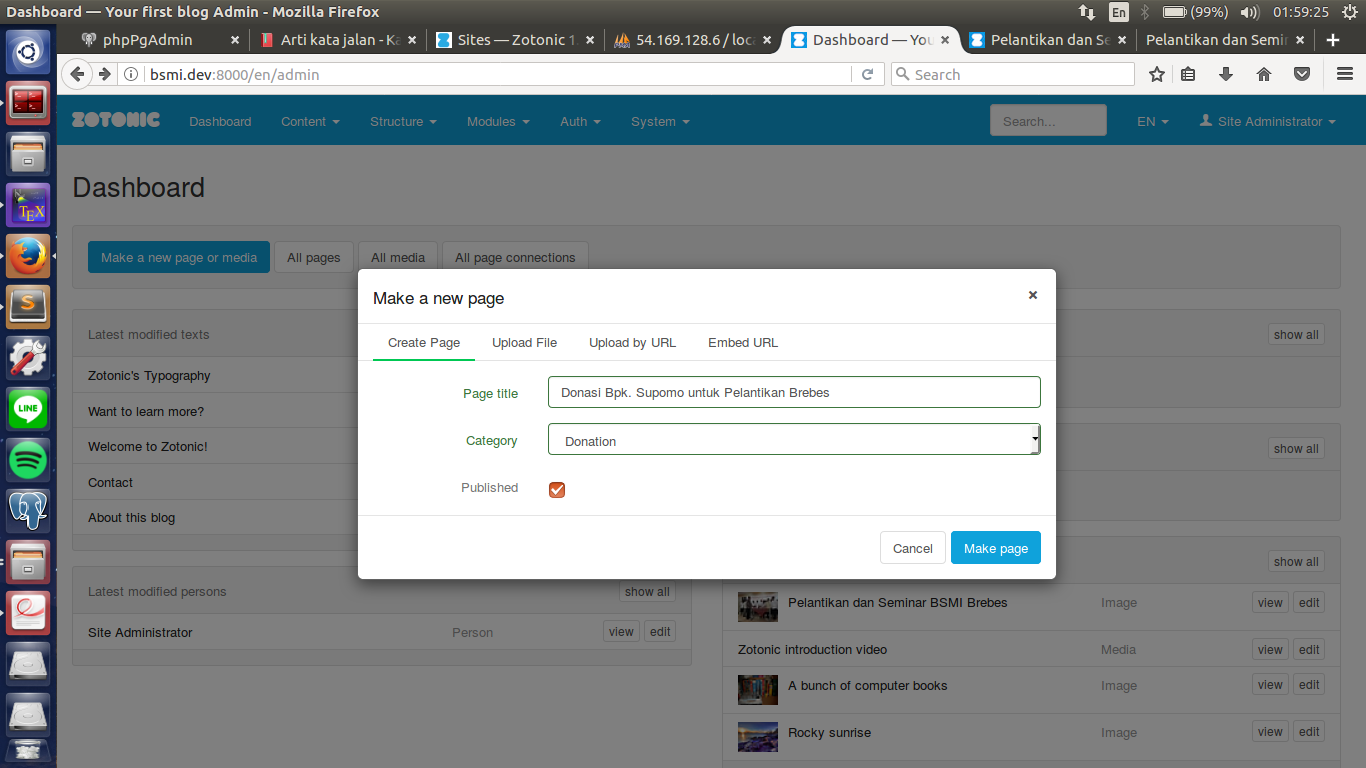 Dashboard — Your first blog Admin - Mozilla Firefox
En
(99%)
01:59:25
phpPgAdmin
Arti kata jalan - Ka
Sites — Zotonic 1.
54.169.128.6 / loca
Dashboard — You
Pelantikan dan Se
Pelantikan dan Semin
bsmi.dev:8000/en/admin
Search
ZOTONIC
Dashboard
Content
Structure
Modules
Auth
System
Search...
EN
Site Administrator
Dashboard
Make a new page or media
All pages
All media
All page connections
Make a new page
Create Page
Upload File
Upload by URL
Embed URL
Page title
Donasi Bpk. Supomo untuk Pelantikan Brebes
Category
Donation
Published
Cancel
Make page
Latest modified texts
Zotonic's Typography
Want to learn more?
Welcome to Zotonic!
Contact
About this blog
Latest modified persons
show all
Site Administrator
Person
view
edit
show all
show all
show all
Pelantikan dan Seminar BSMI Brebes
Image
view
edit
Zotonic introduction video
Media
view
edit
A bunch of computer books
Image
view
edit
Rocky sunrise
Image
view
edit
TEX
S
LINE